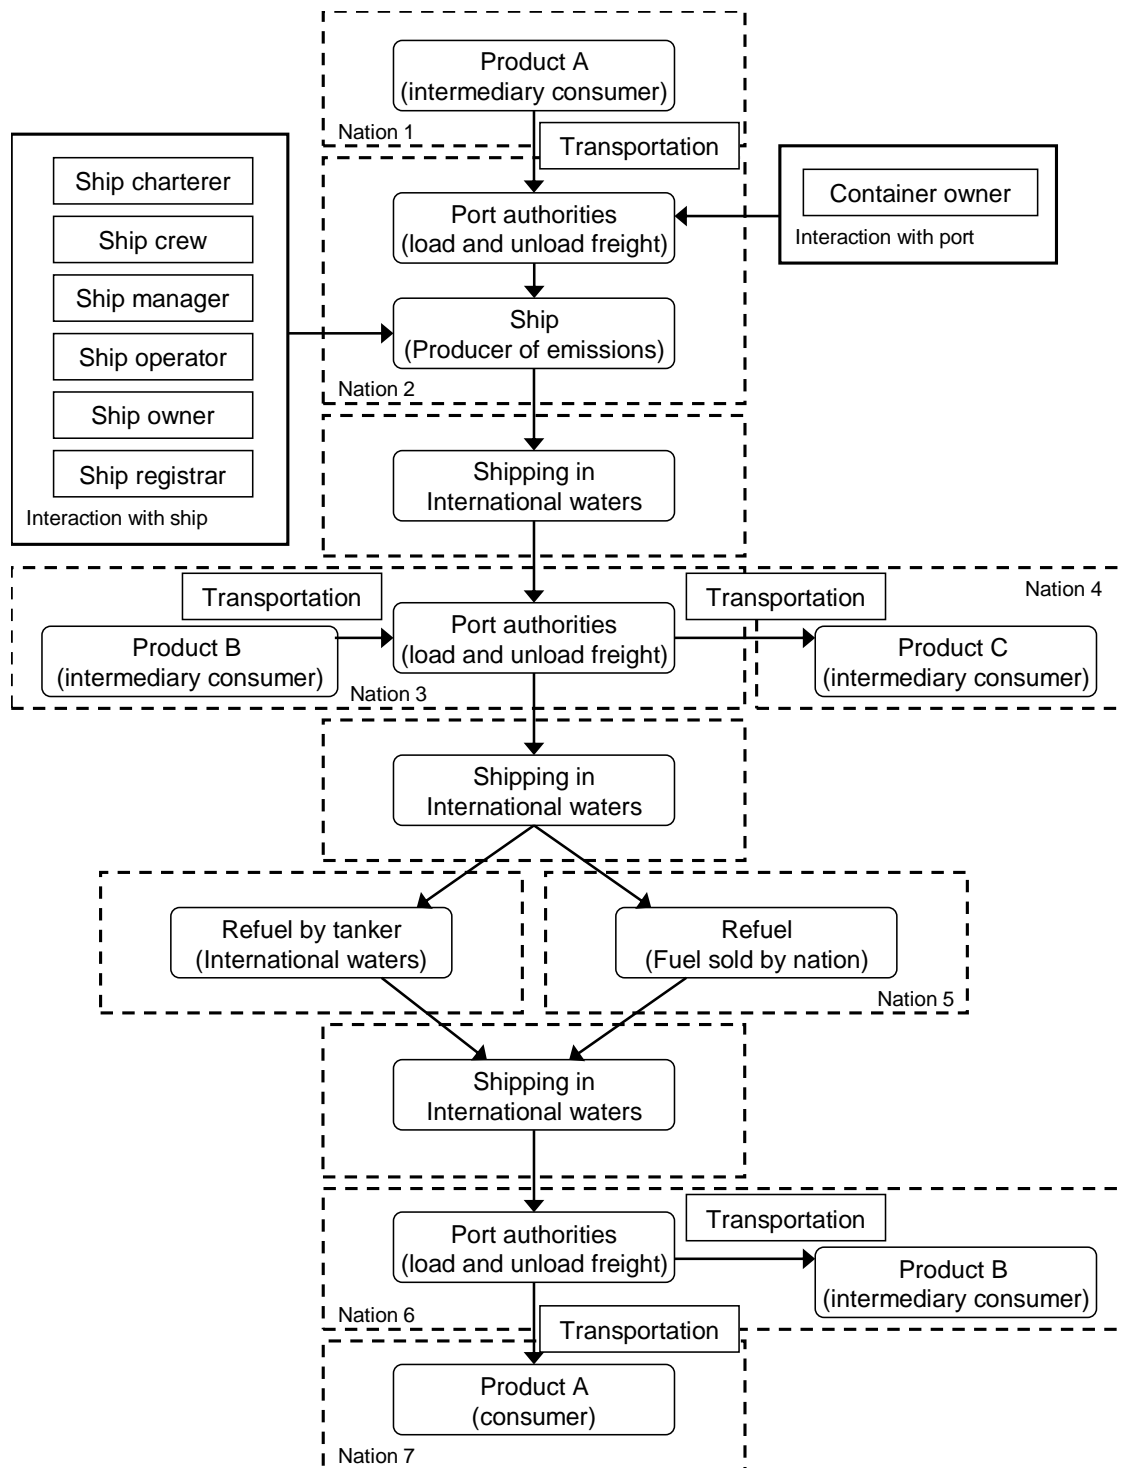 Product A
(intermediary consumer)
Nation 1
Transportation
Ship charterer
Ship crew
Ship manager
Ship operator
Ship owner
Ship registrar
Interaction with ship
Port authorities
(load and unload freight)
Container owner
Interaction with port
Ship
(Producer of emissions)
Nation 2
Shipping in
International waters
Transportation
Transportation
Nation 4
Product B
(intermediary consumer)
Port authorities
(load and unload freight)
Product C
(intermediary consumer)
Nation 3
Shipping in
International waters
Refuel by tanker
(International waters)
Refuel
(Fuel sold by nation)
Nation 5
Shipping in
International waters
Port authorities
(load and unload freight)
Transportation
Product B
(intermediary consumer)
Nation 6
Transportation
Product A
(consumer)
Nation 7